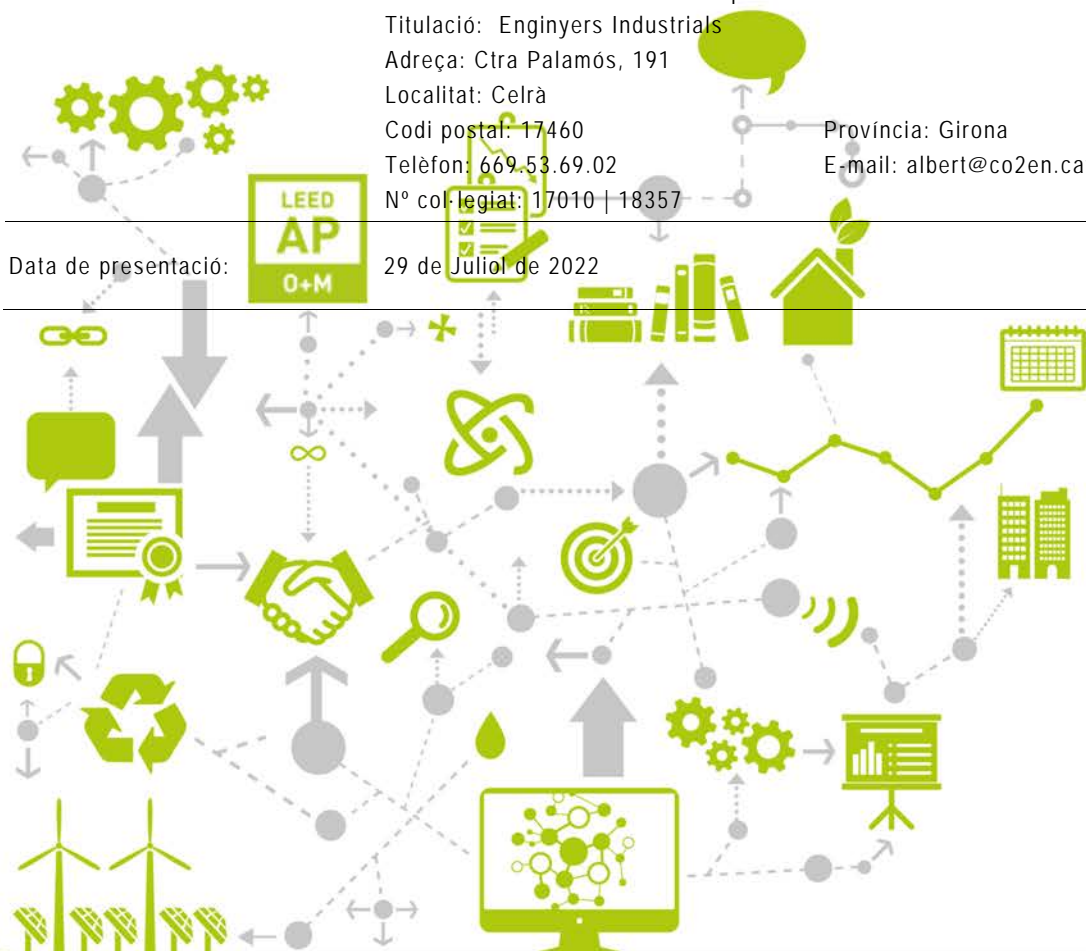 Titulació: Enginyers Industrials
Adreça: Ctra Palamós, 191
Localitat: Celrà
Codi postal: 17460 Província: Girona
Telèfon: 669.53.69.02 E-mail: albert@co2en.ca
Nº col·legiat: 17010 | 18357
LEED
AP
O+M
Data de presentació: 29 de Juliol de 2022